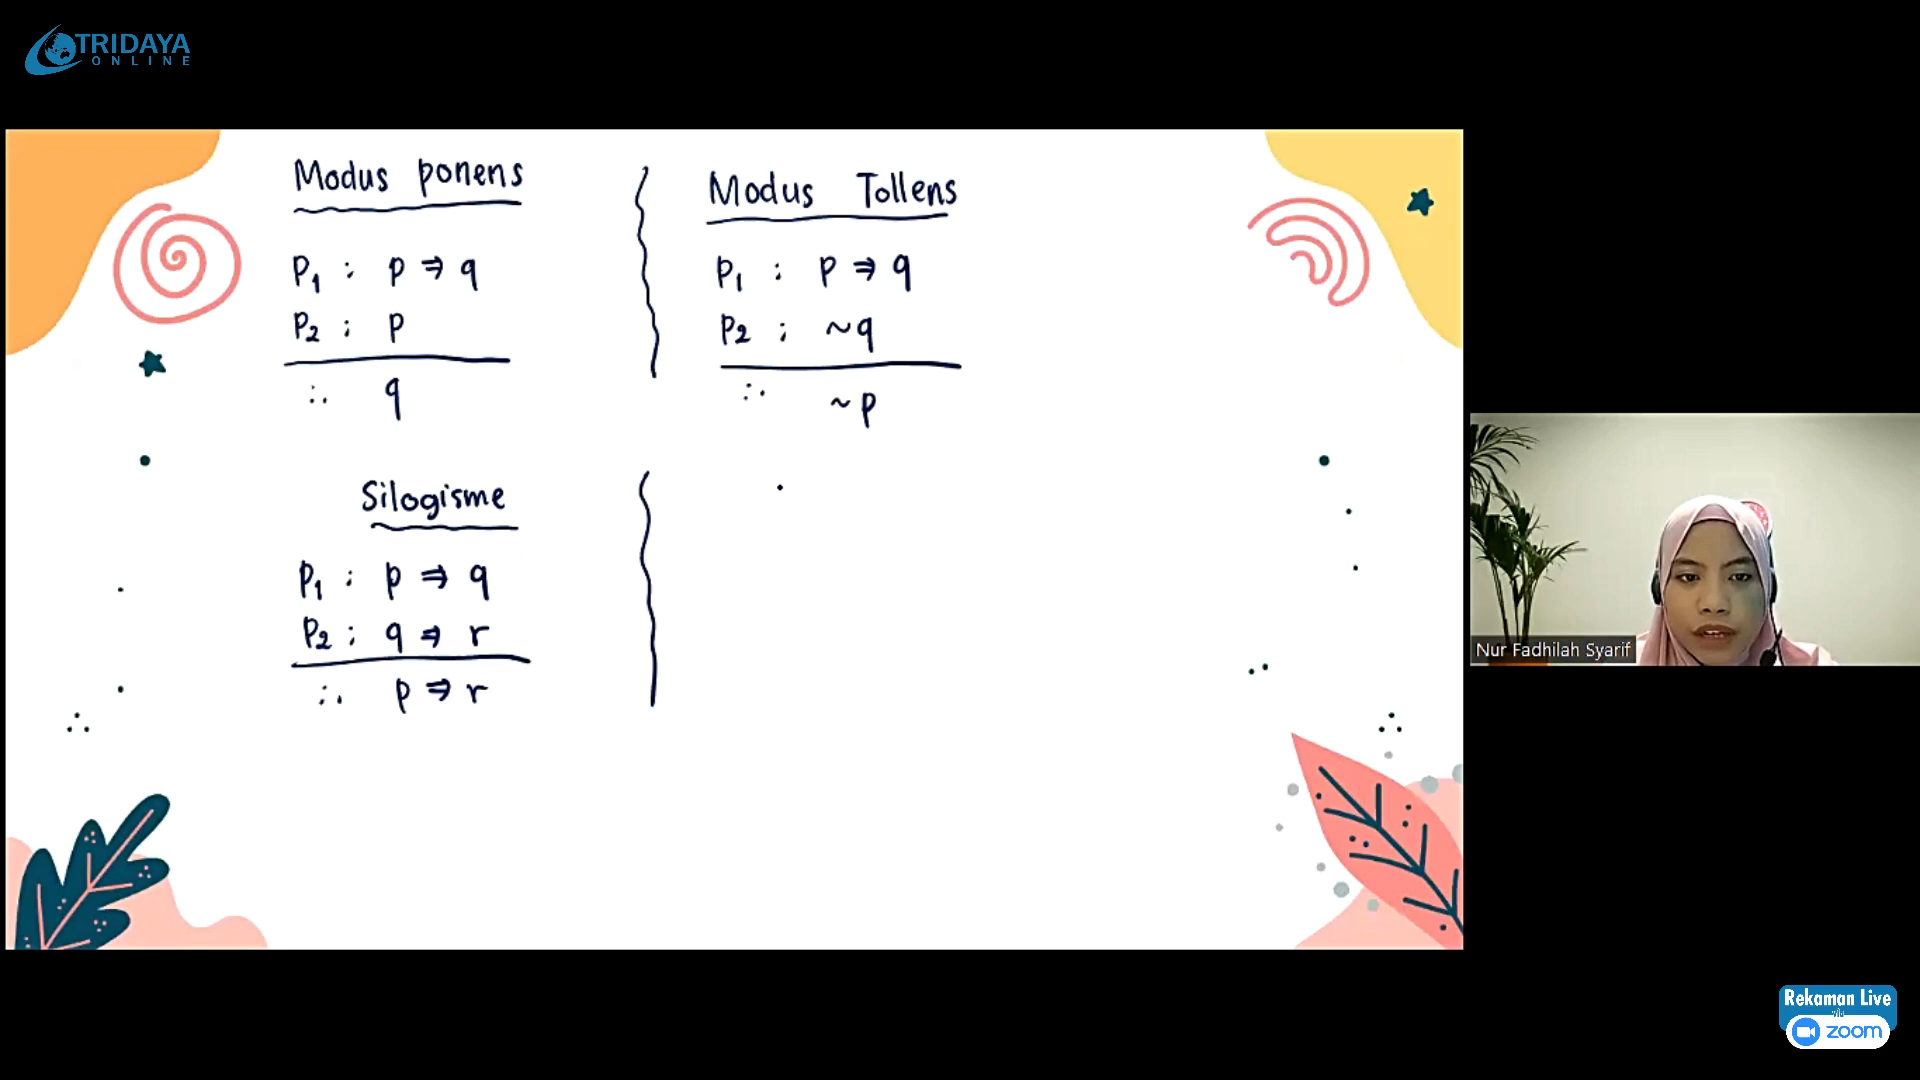 TRIDAYA
ONLINE
Modus ponens
P1 : p ⇒ q
P2 : p
∴ q
Modus Tollens
P1 : p ⇒ q
P2 : ~q
∴ ~p
Silogisme
P1 : p ⇒ q
P2 : q ⇒ r
∴ p ⇒ r
Nur Fadhilah Syarif
Rekaman Live
via
zoom